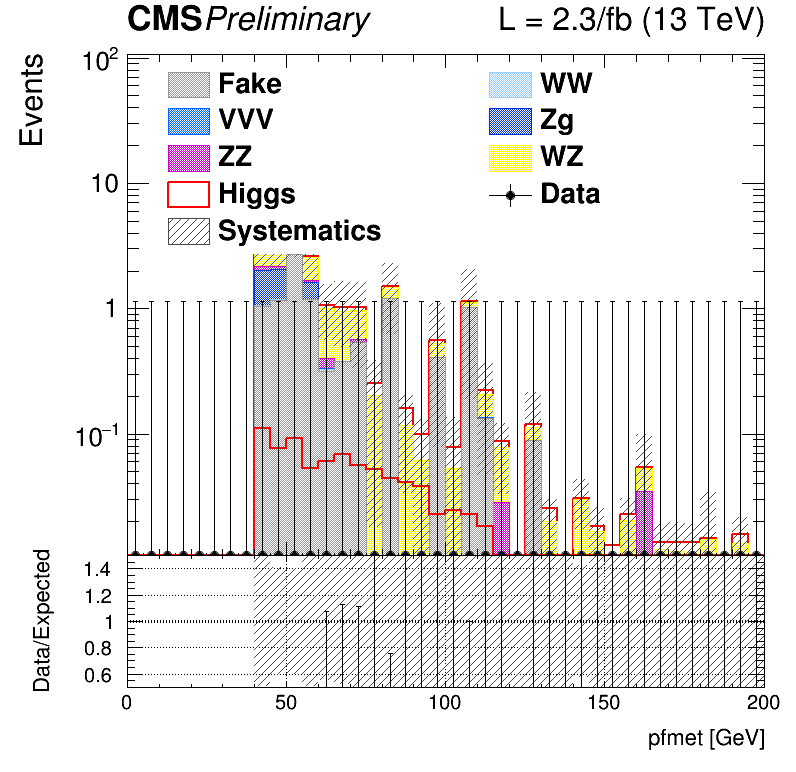 CMS Preliminary L = 2.3/fb (13 TeV)
Events
10²
10
1
10⁻¹
Fake WW
VVV Zg
ZZ WZ
Higgs Data
Systematics
Data/Expected
1.4
1.2
1
0.8
0.6
0 50 100 150 200
pfmet [GeV]